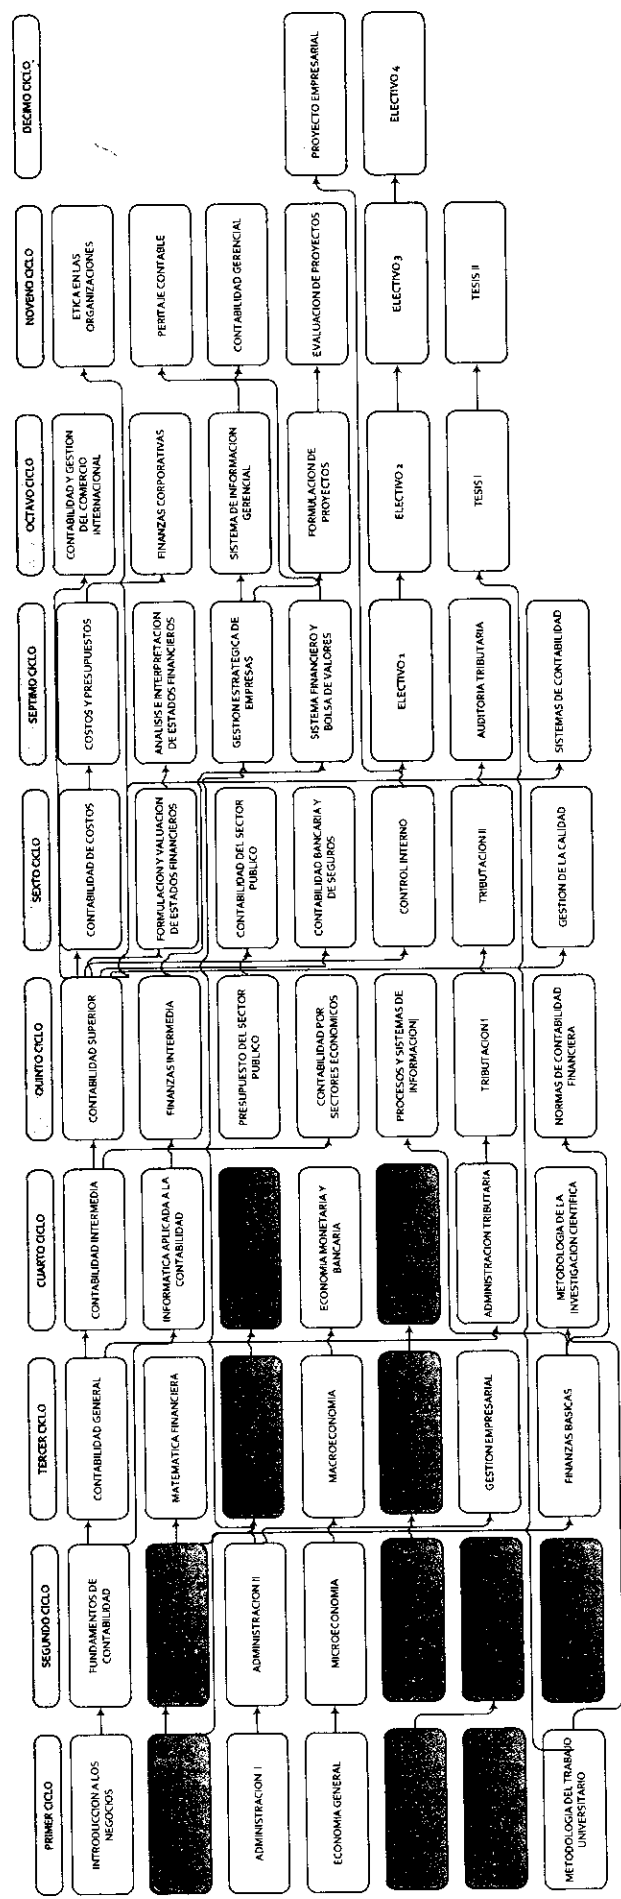 PRIMER CICLO
INTRODUCCION A LOS
NEGOCIOS
ADMINISTRACION I
ECONOMIA GENERAL
METODOLOGIA DEL TRABAJO
UNIVERSITARIO
SEGUNDO CICLO
FUNDAMENTOS DE
CONTABILIDAD
ADMINISTRACION II
MICROECONOMIA
TERCER CICLO
CONTABILIDAD GENERAL
MATEMATICA FINANCIERA
MACROECONOMIA
GESTION EMPRESARIAL
FINANZAS BASICAS
CUARTO CICLO
CONTABILIDAD INTERMEDIA
INFORMATICA APLICADA A LA
CONTABILIDAD
ECONOMIA MONETARIA Y
BANCARIA
ADMINISTRACION TRIBUTARIA
METODOLOGIA DE LA
INVESTIGACION CIENTIFICA
QUINTO CICLO
CONTABILIDAD SUPERIOR
FINANZAS INTERMEDIA
PRESUPUESTO DEL SECTOR
PUBLICO
CONTABILIDAD POR
SECTORES ECONOMICOS
PROCESOS Y SISTEMAS DE
INFORMACION
TRIBUTACION I
NORMAS DE CONTABILIDAD
FINANCIERA
SEXTO CICLO
CONTABILIDAD DE COSTOS
FORMULACION Y VALUACION
DE ESTADOS FINANCIEROS
CONTABILIDAD DEL SECTOR
PUBLICO
CONTABILIDAD BANCARIA Y
DE SEGUROS
CONTROL INTERNO
TRIBUTACION II
GESTION DE LA CALIDAD
SEPTIMO CICLO
COSTOS Y PRESUPUESTOS
ANALISIS E INTERPRETACION
DE ESTADOS FINANCIEROS
GESTION ESTRATEGICA DE
EMPRESAS
SISTEMA FINANCIERO Y
BOLSA DE VALORES
ELECTIVO 1
AUDITORIA TRIBUTARIA
SISTEMAS DE CONTABILIDAD
OCTAVO CICLO
CONTABILIDAD Y GESTION
DEL COMERCIO
INTERNACIONAL
FINANZAS CORPORATIVAS
SISTEMA DE INFORMACION
GERENCIAL
FORMULACION DE
PROYECTOS
ELECTIVO 2
TESIS I
NOVENO CICLO
ETICA EN LAS
ORGANIZACIONES
PERITAJE CONTABLE
CONTABILIDAD GERENCIAL
EVALUACION DE PROYECTOS
ELECTIVO 3
TESIS II
DECIMO CICLO
PROYECTO EMPRESARIAL
ELECTIVO 4